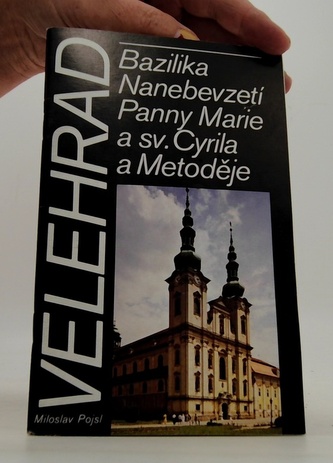 VELEHRAD
Bazilika
Nanebevzetí
Panny Marie
a sv. Cyrila
a Metoděje
Miloslav Pojsl